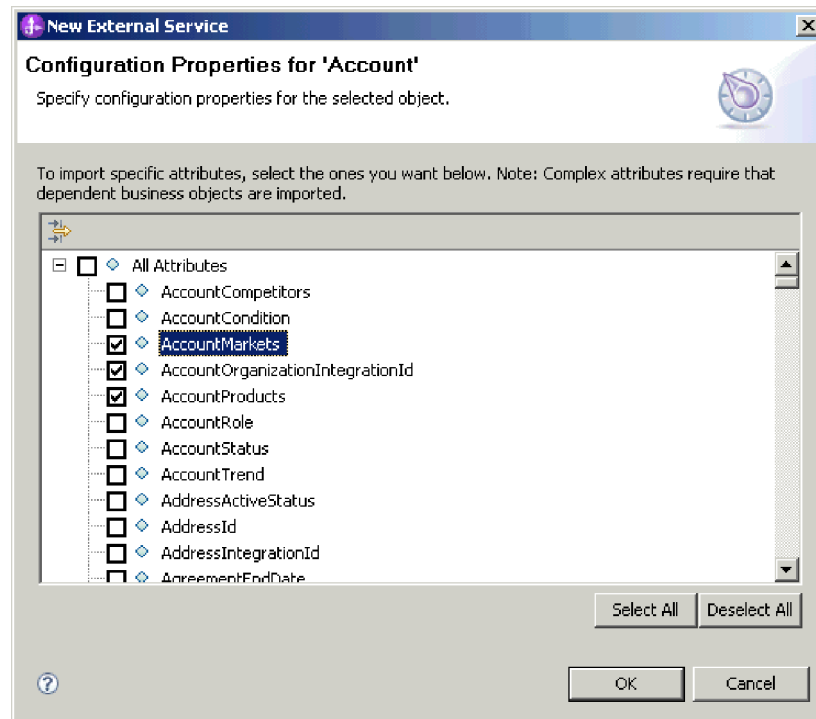 New External Service
Configuration Properties for 'Account'
Specify configuration properties for the selected object.
To import specific attributes, select the ones you want below. Note: Complex attributes require that
dependent business objects are imported.
All Attributes
AccountCompetitors
AccountCondition
AccountMarkets
AccountOrganizationIntegrationId
AccountProducts
AccountRole
AccountStatus
AccountTrend
AddressActiveStatus
AddressId
AddressIntegrationId
AgreementEndDate
Select All Deselect All
OK Cancel